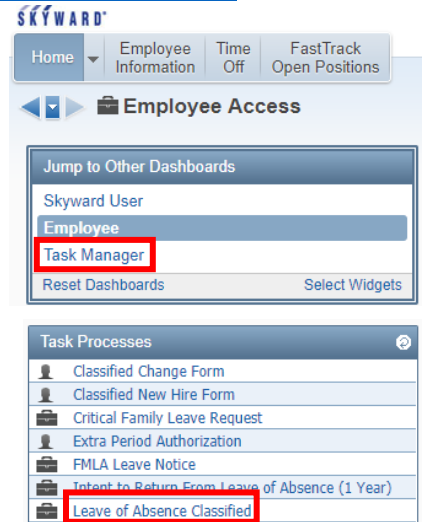 SKYWARD
Home Employee Information Time Off FastTrack Open Positions
Employee Access
Jump to Other Dashboards
Skyward User
Employee
Task Manager
Reset Dashboards Select Widgets
Task Processes
Classified Change Form
Classified New Hire Form
Critical Family Leave Request
Extra Period Authorization
FMLA Leave Notice
Intent to Return From Leave of Absence (1 Year)
Leave of Absence Classified